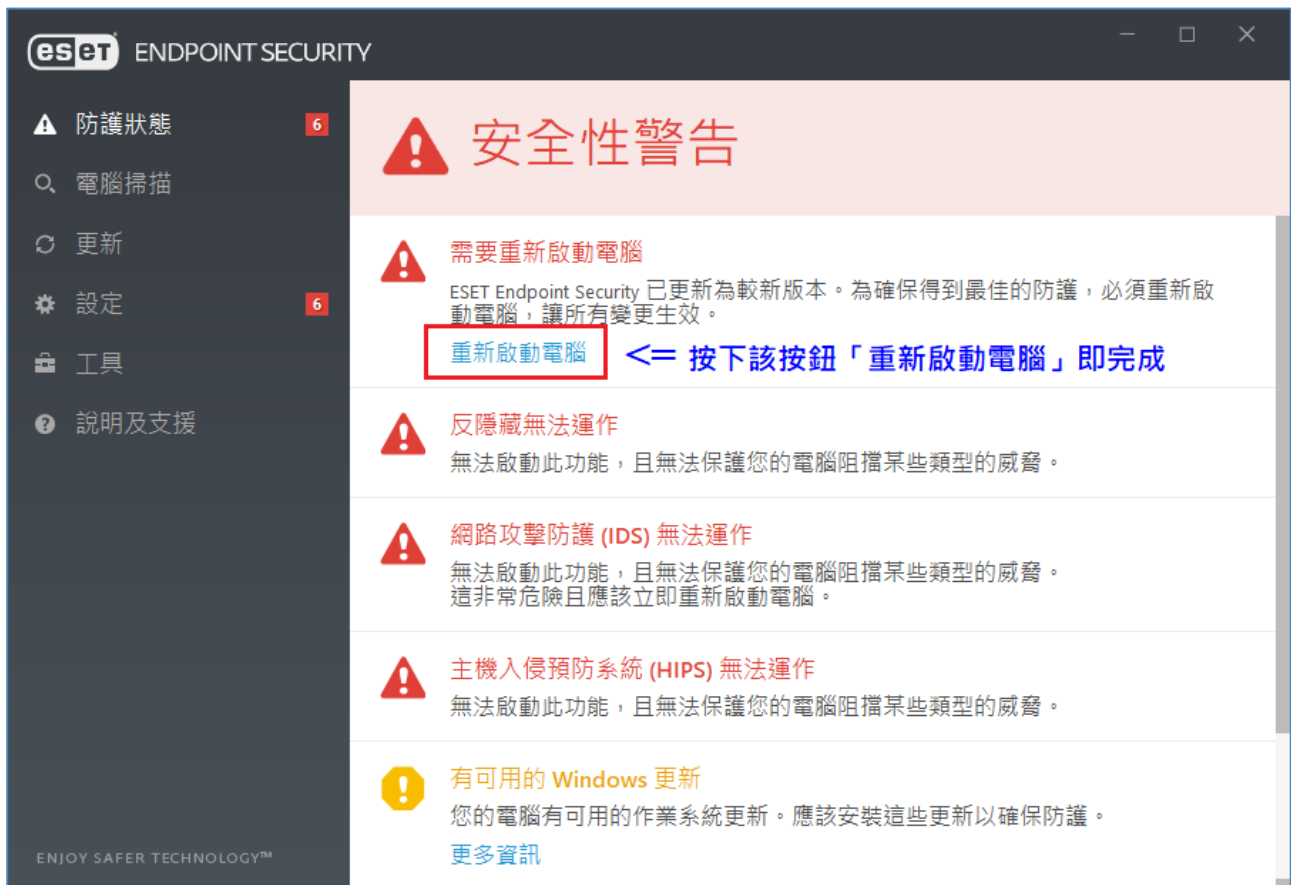 eset ENDPOINT SECURITY
防護狀態 6
電腦掃描
更新
設定 6
工具
說明及支援
ENJOY SAFER TECHNOLOGY™
安全性警告
需要重新啟動電腦
ESET Endpoint Security 已更新為較新版本。為確保得到最佳的防護，必須重新啟
動電腦，讓所有變更生效。
重新啟動電腦 <= 按下該按鈕「重新啟動電腦」即完成
反隱藏無法運作
無法啟動此功能，且無法保護您的電腦阻擋某些類型的威脅。
網路攻擊防護 (IDS) 無法運作
無法啟動此功能，且無法保護您的電腦阻擋某些類型的威脅。
這非常危險且應該立即重新啟動電腦。
主機入侵預防系統 (HIPS) 無法運作
無法啟動此功能，且無法保護您的電腦阻擋某些類型的威脅。
有可用的 Windows 更新
您的電腦有可用的作業系統更新。應該安裝這些更新以確保防護。
更多資訊